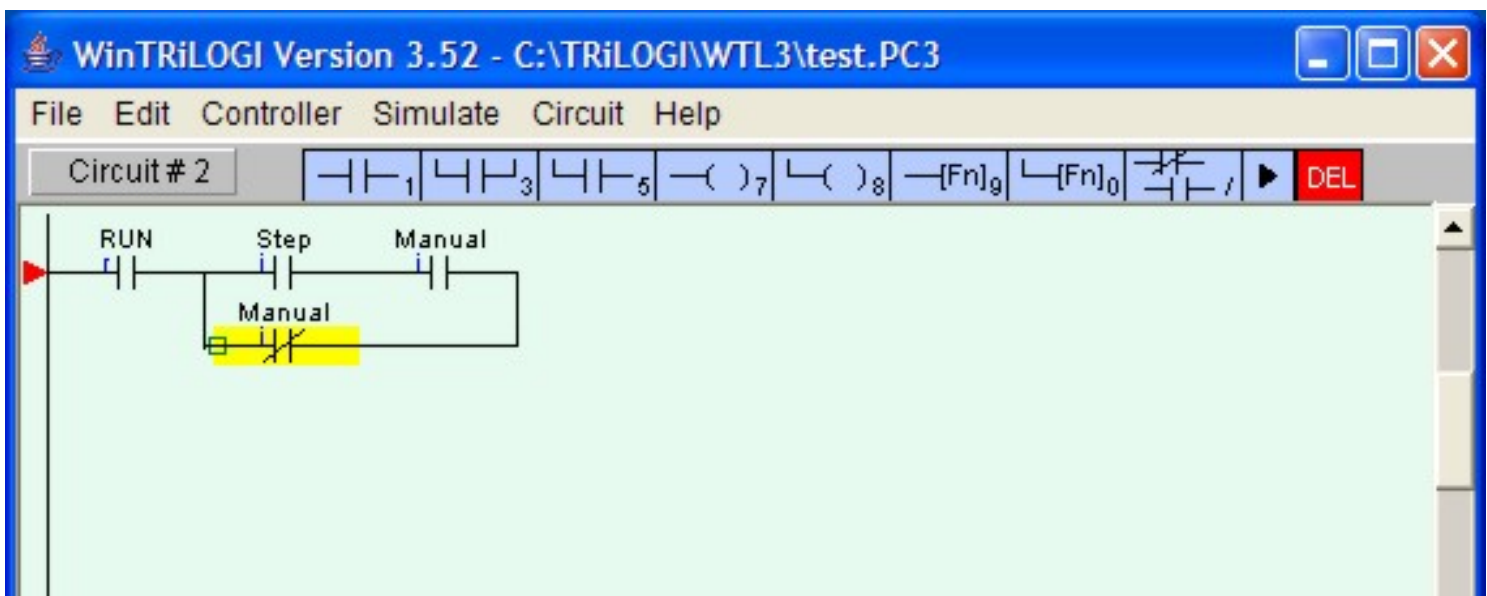 WinTRiLOGI Version 3.52 - C:\TRiLOGI\WTL3\test.PC3
File Edit Controller Simulate Circuit Help
Circuit # 2 1 3 5 ( )7 ( )8 [Fn]9 [Fn]0 / DEL
RUN Step Manual
r i i
Manual
i